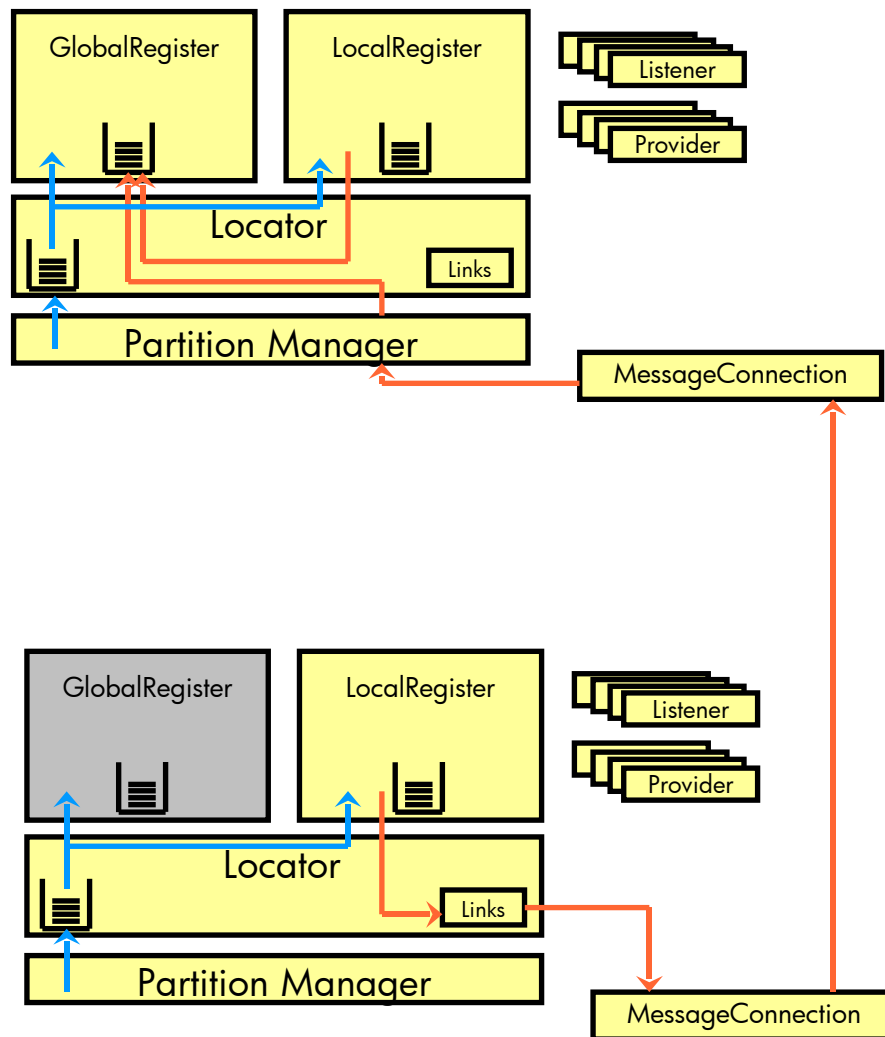 GlobalRegister
LocalRegister
Listener
Provider
Locator
Links
Partition Manager
MessageConnection
GlobalRegister
LocalRegister
Listener
Provider
Locator
Links
Partition Manager
MessageConnection